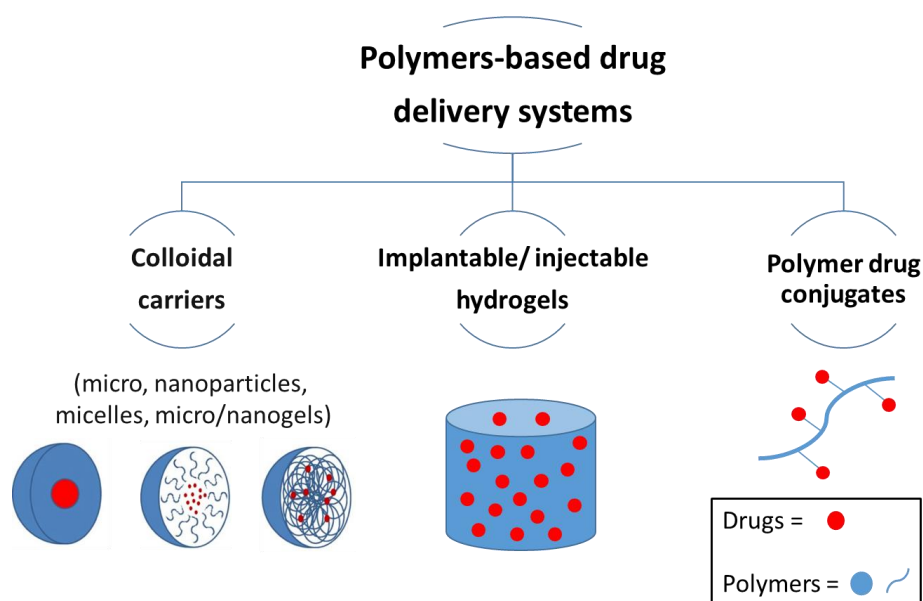 Polymers-based drug
delivery systems
Colloidal
carriers
Implantable/ injectable
hydrogels
Polymer drug
conjugates
(micro, nanoparticles,
micelles, micro/nanogels)
Drugs =
Polymers =